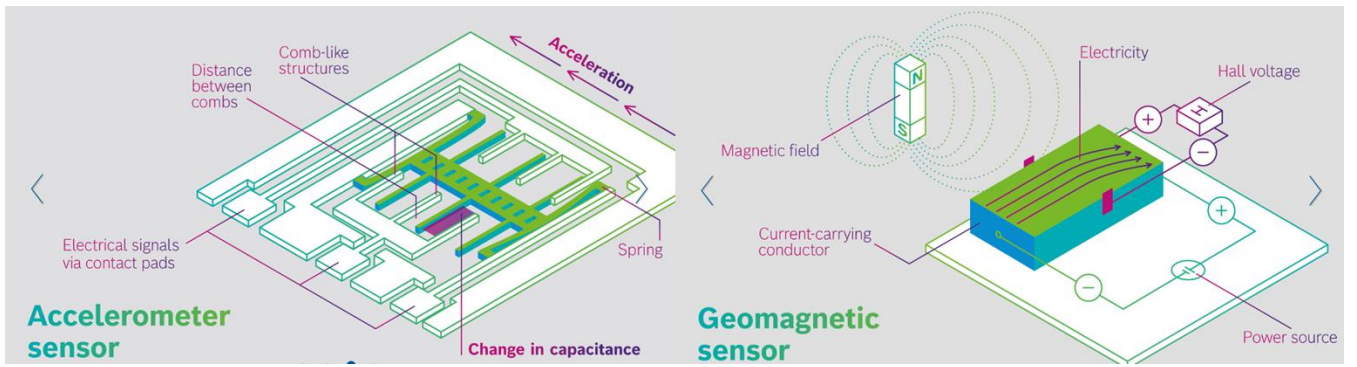 Acceleration
Comb-like
structures
Distance
between
combs
Electrical signals
via contact pads
Spring
Accelerometer
sensor
Change in capacitance
N
S
Magnetic field
Electricity
Hall voltage
+
H
−
Current-carrying
conductor
+
−
Power source
Geomagnetic
sensor